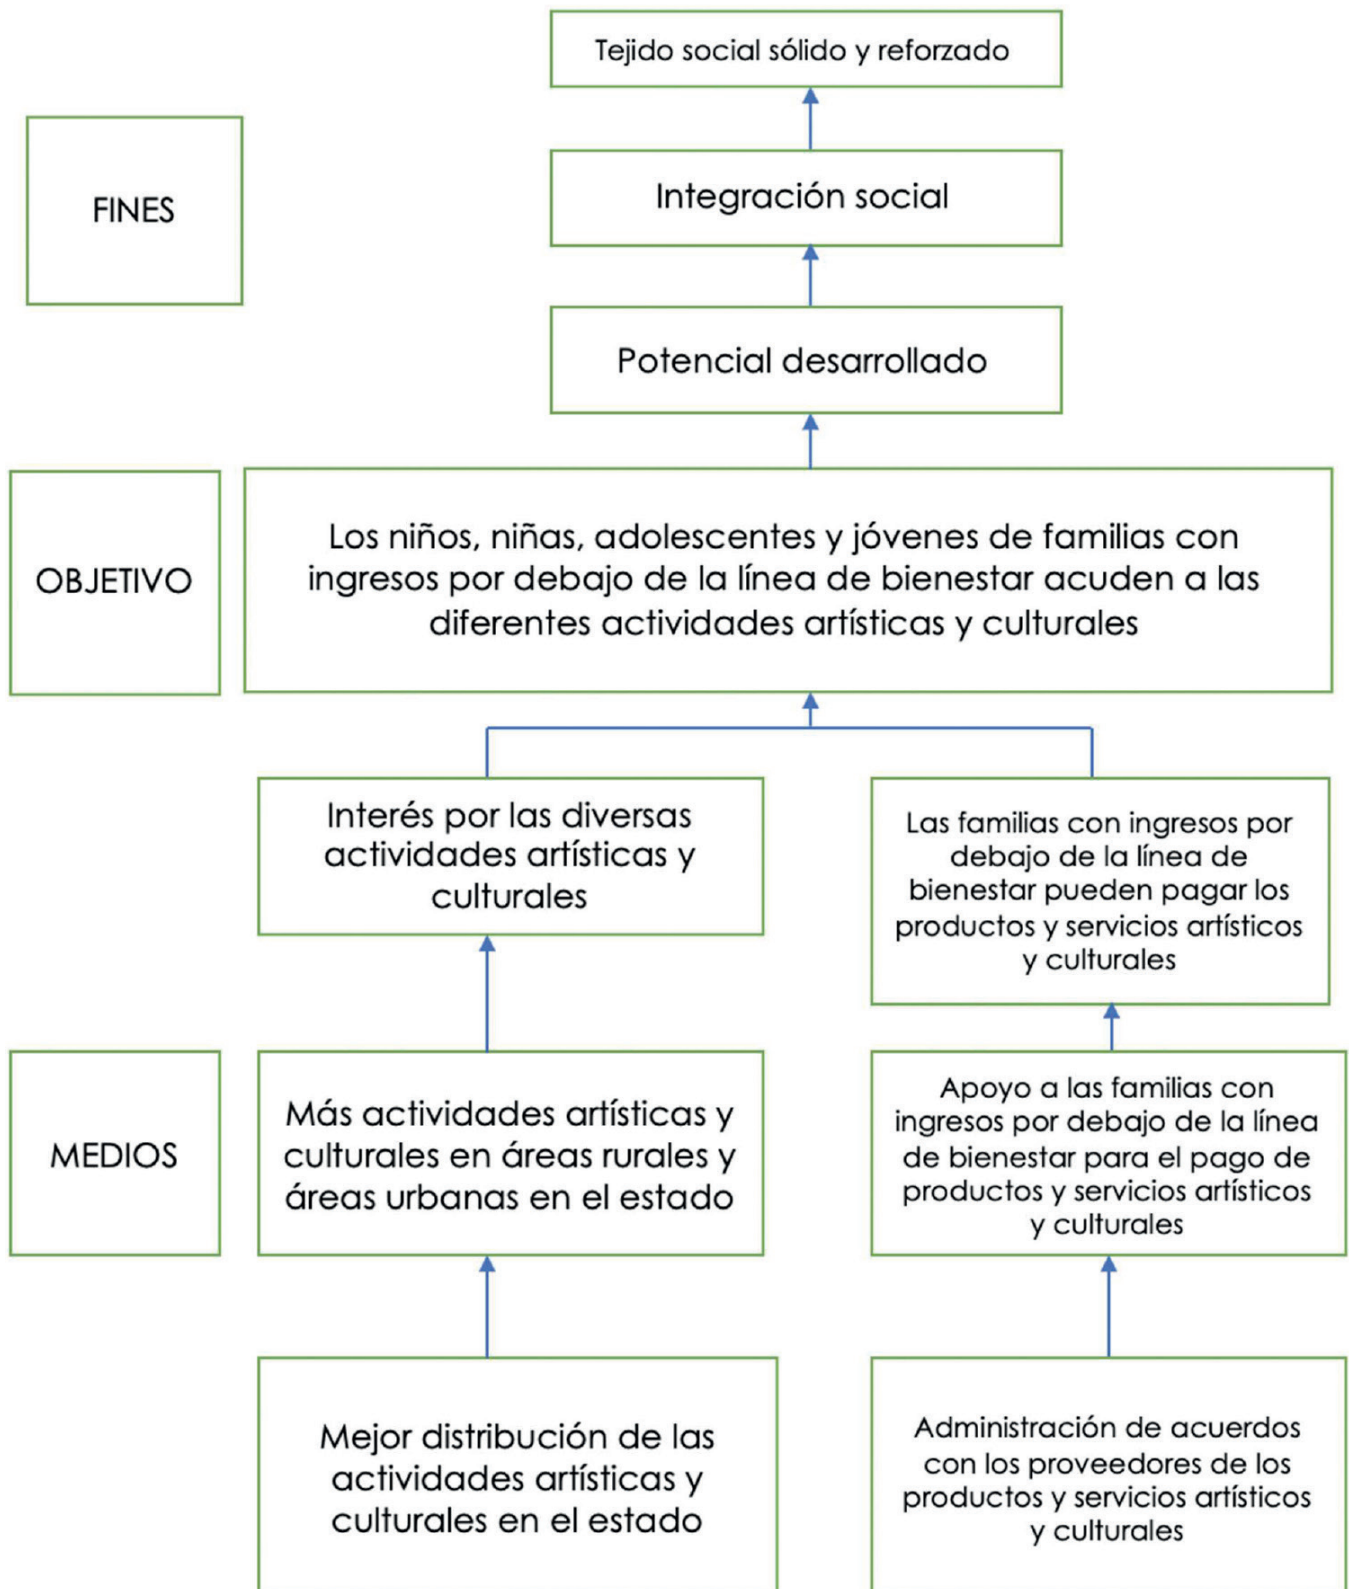 Tejido social sólido y reforzado
FINES
Integración social
Potencial desarrollado
OBJETIVO
Los niños, niñas, adolescentes y jóvenes de familias con
ingresos por debajo de la línea de bienestar acuden a las
diferentes actividades artísticas y culturales
Interés por las diversas
actividades artísticas y
culturales
Las familias con ingresos por
debajo de la línea de
bienestar pueden pagar los
productos y servicios artísticos
y culturales
MEDIOS
Más actividades artísticas y
culturales en áreas rurales y
áreas urbanas en el estado
Apoyo a las familias con
ingresos por debajo de la línea
de bienestar para el pago de
productos y servicios artísticos
y culturales
Mejor distribución de las
actividades artísticas y
culturales en el estado
Administración de acuerdos
con los proveedores de los
productos y servicios artísticos
y culturales